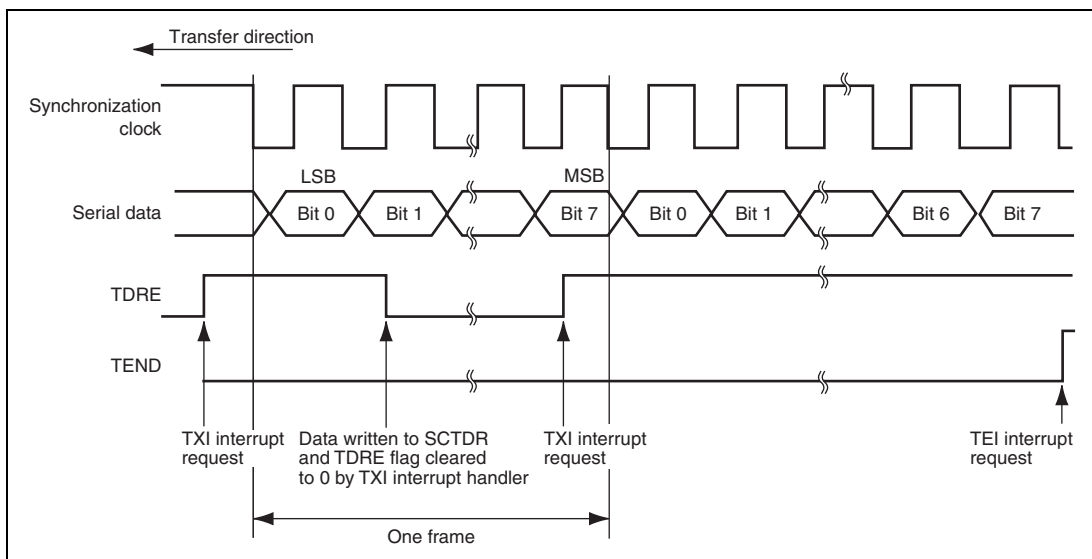 Transfer direction
Synchronization
clock
LSB
MSB
Serial data
Bit 0
Bit 1
Bit 7
Bit 0
Bit 1
Bit 6
Bit 7
TDRE
TEND
TXI interrupt
request
Data written to SCTDR
and TDRE flag cleared
to 0 by TXI interrupt handler
TXI interrupt
request
TEI interrupt
request
One frame